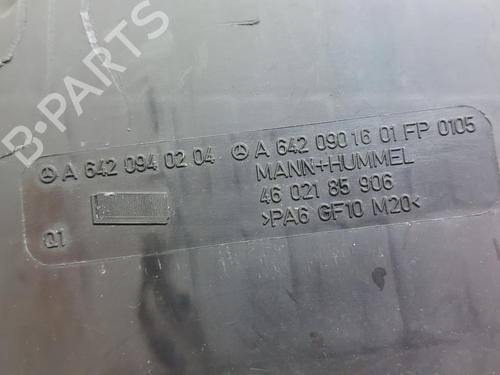 B-PARTS
A 642 094 02 04
A 642 090 16 01 FP 0105
MANN+HUMMEL
46 021 85 906
>PA6 GF10 M20<
Q1